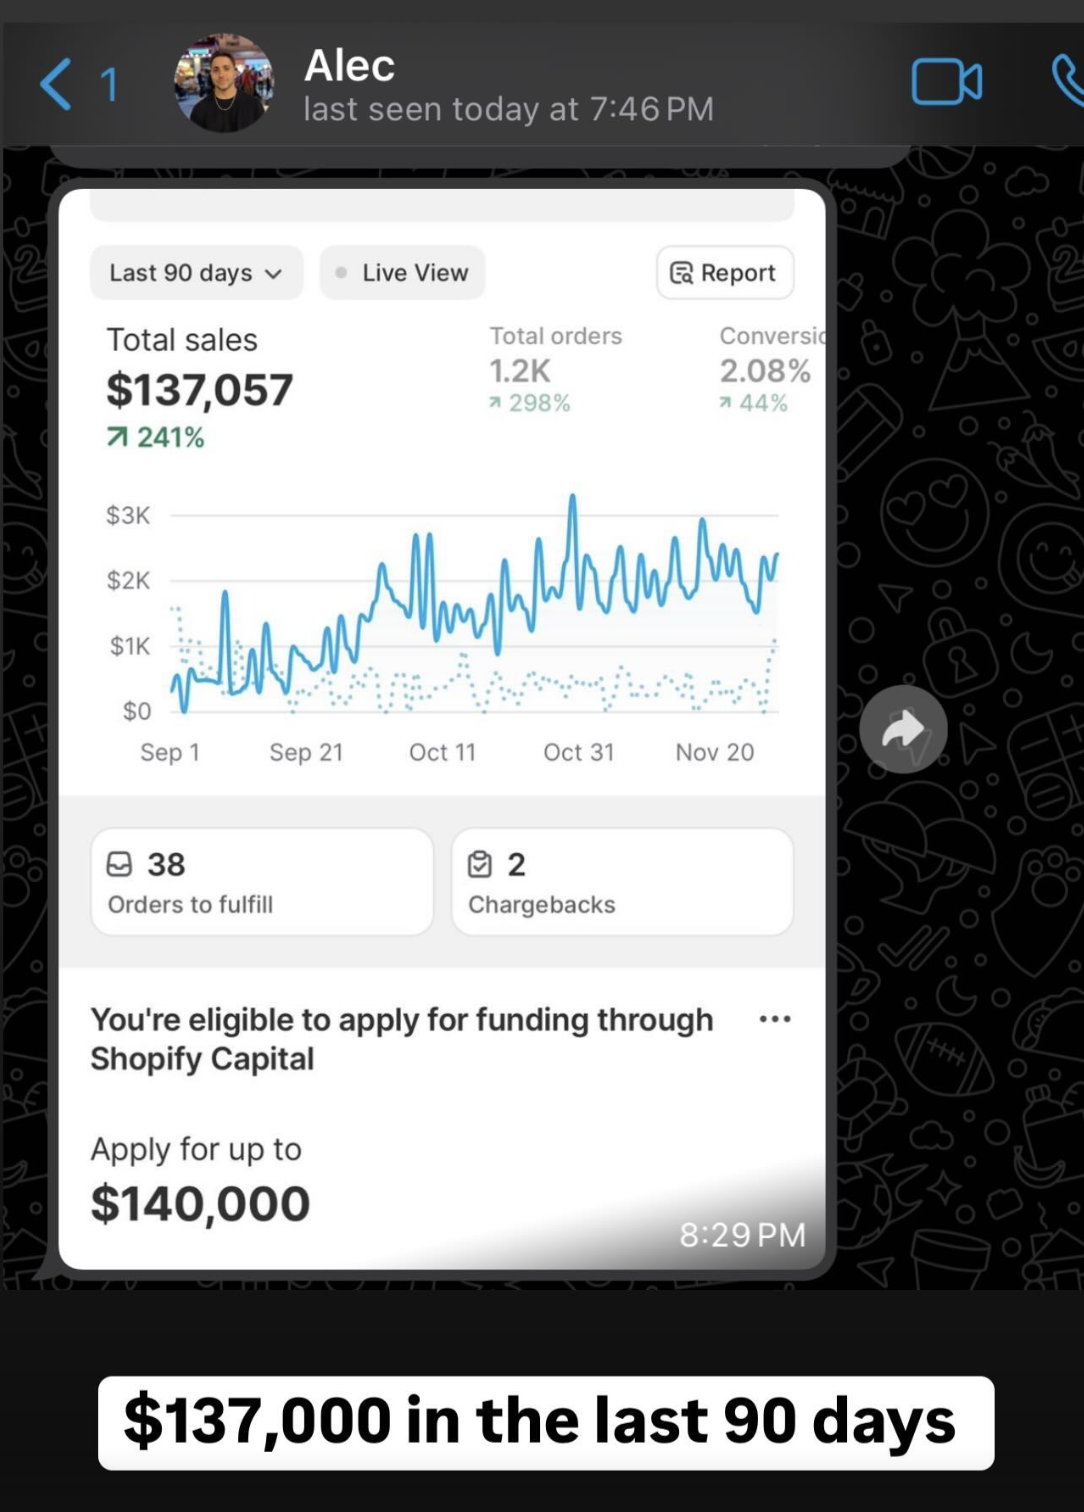 1
Alec
last seen today at 7:46 PM
Last 90 days
Live View
Report
Total sales
Total orders
Conversio
$137,057
1.2K
2.08%
241%
298%
44%
$3K
$2K
$1K
$0
Sep 1
Sep 21
Oct 11
Oct 31
Nov 20
38
2
Orders to fulfill
Chargebacks
You're eligible to apply for funding through
Shopify Capital
Apply for up to
$140,000
8:29 PM
$137,000 in the last 90 days